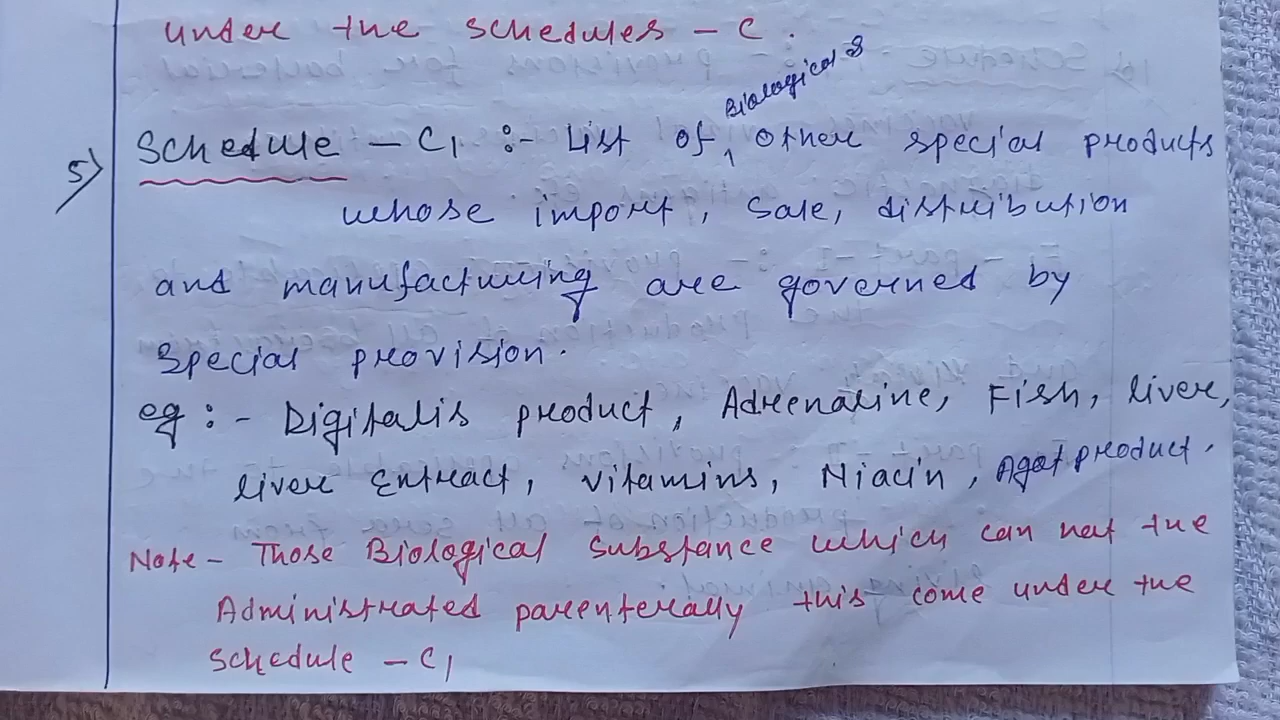 under the schedules - C.
Biological &
5) Schedule - C1 :- List of other special products
whose import, sale, distribution
and manufacturing are governed by
special provision.
eg :- Digitalis product, Adrenaline, Fish, liver,
liver Extract, vitamins, Niacin, Agot product.
Note - Those Biological substance which can not the
Administrated parenterally this come under the
schedule - C1